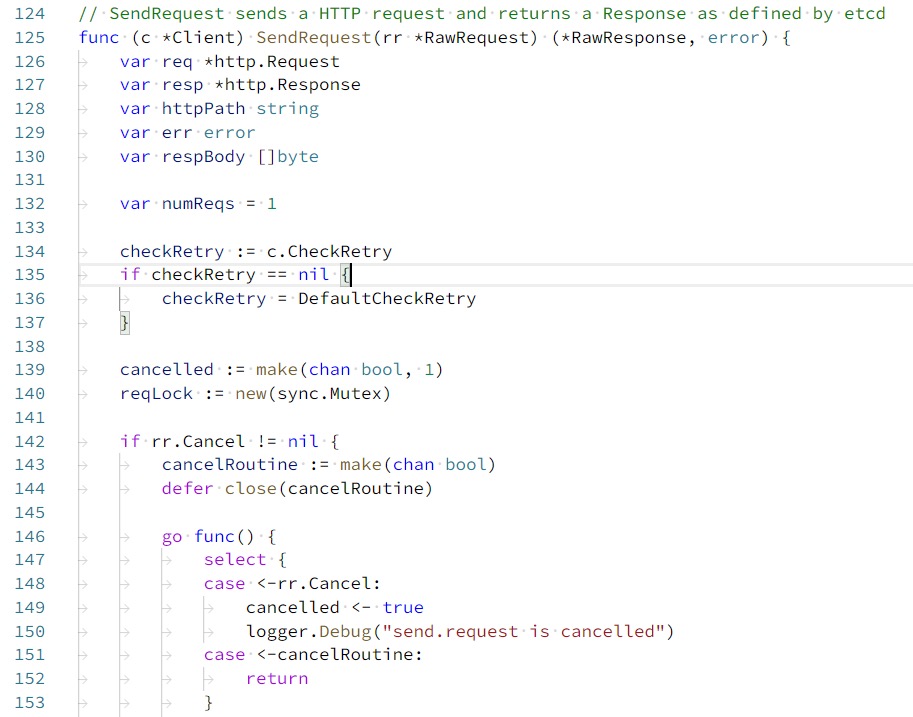 124 // SendRequest sends a HTTP request and returns a Response as defined by etcd
125 func (c *Client) SendRequest(rr *RawRequest) (*RawResponse, error) {
126 	var req *http.Request
127 	var resp *http.Response
128 	var httpPath string
129 	var err error
130 	var respBody []byte
131
132 	var numReqs = 1
133
134 	checkRetry := c.CheckRetry
135 	if checkRetry == nil {
136 		checkRetry = DefaultCheckRetry
137 	}
138
139 	cancelled := make(chan bool, 1)
140 	reqLock := new(sync.Mutex)
141
142 	if rr.Cancel != nil {
143 		cancelRoutine := make(chan bool)
144 		defer close(cancelRoutine)
145
146 		go func() {
147 			select {
148 			case <-rr.Cancel:
149 				cancelled <- true
150 				logger.Debug("send.request is cancelled")
151 			case <-cancelRoutine:
152 				return
153 			}